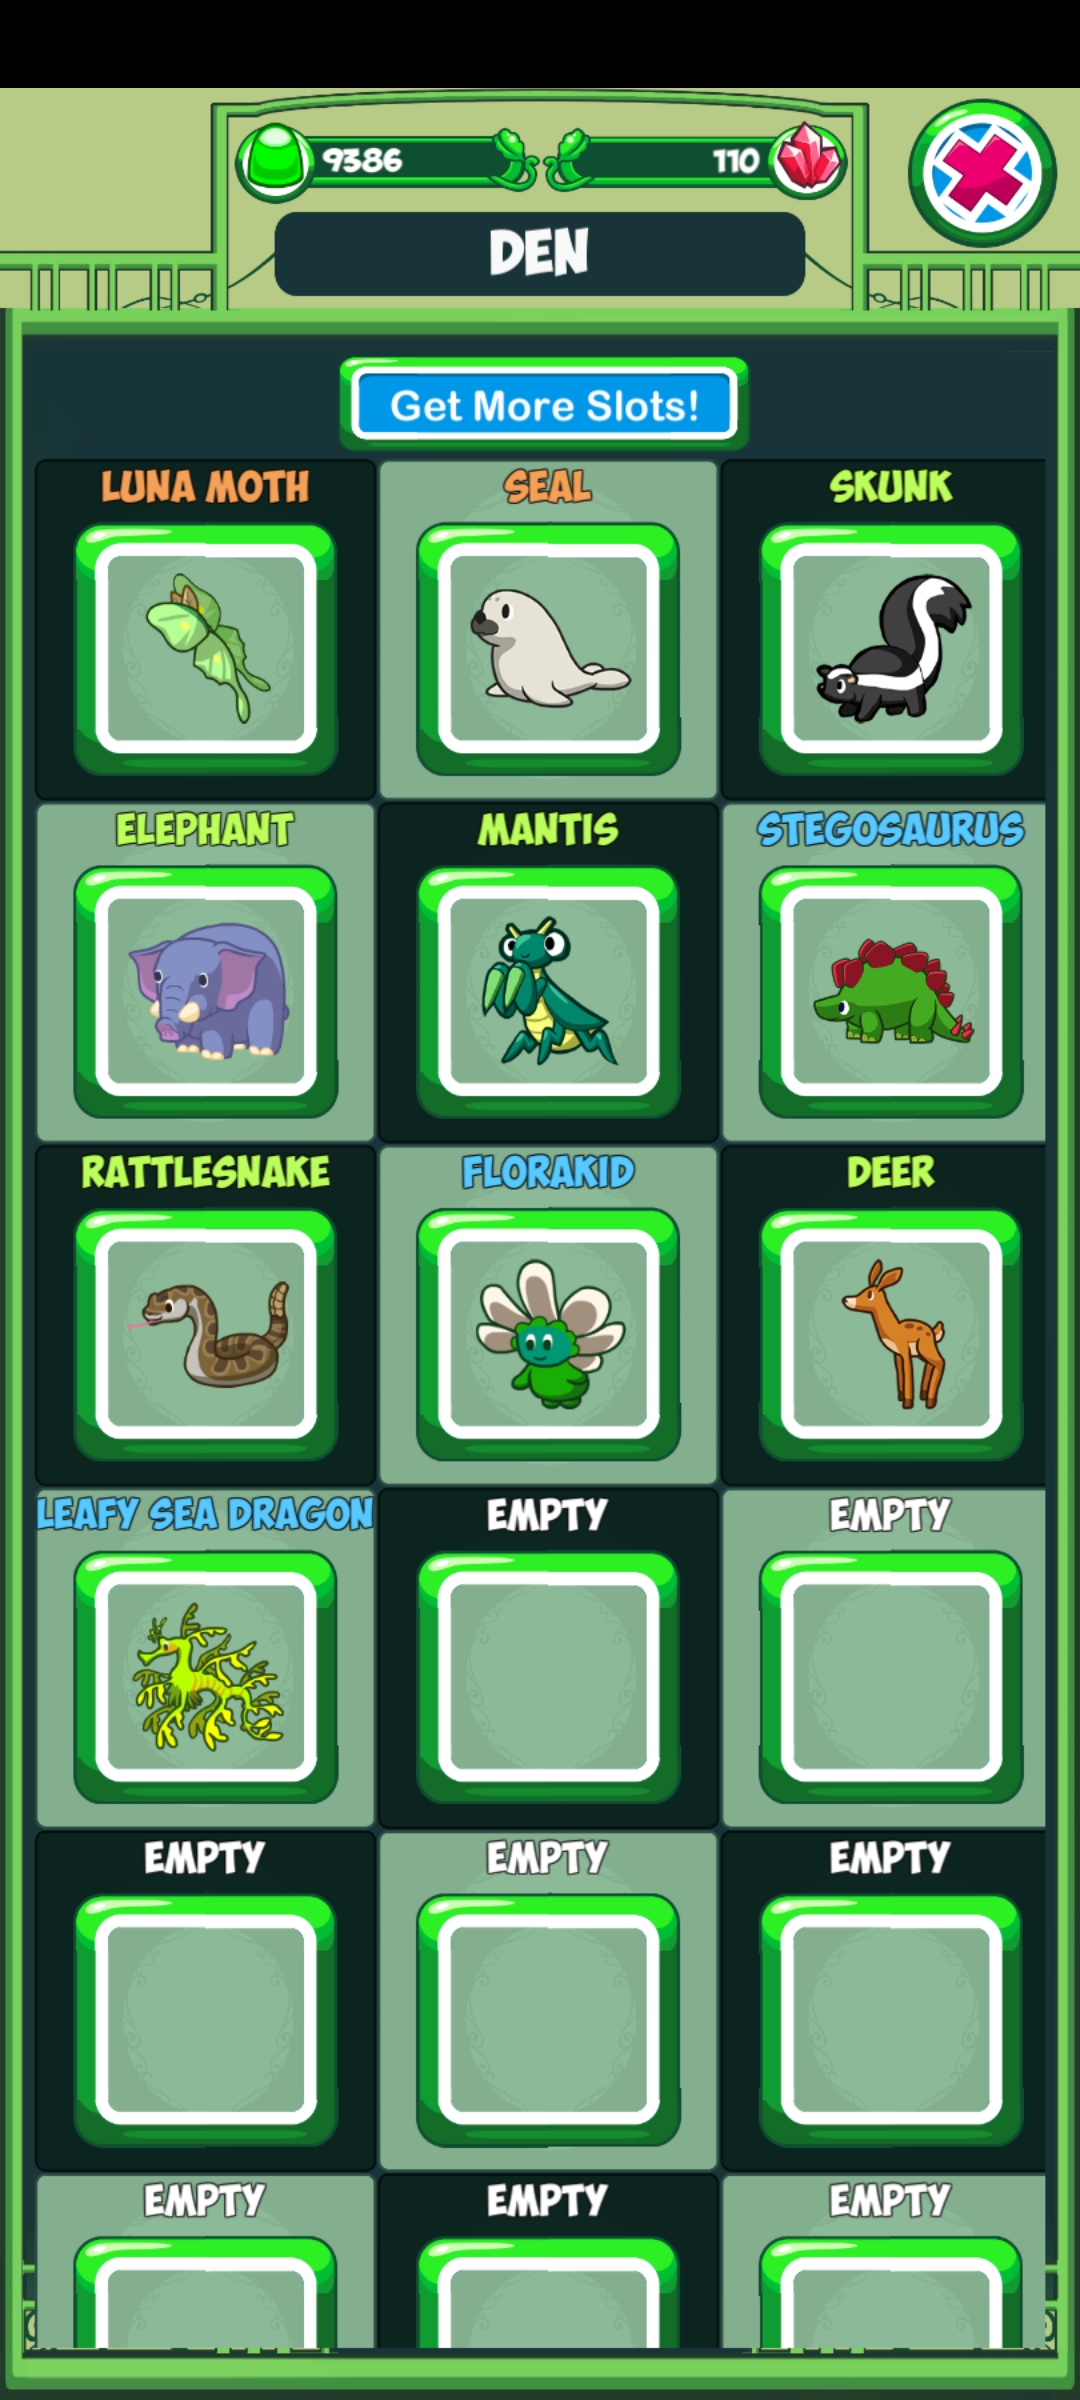 9386 110
DEN
Get More Slots!
LUNA MOTH SEAL SKUNK
ELEPHANT MANTIS STEGOSAURUS
RATTLESNAKE FLORAKID DEER
LEAFY SEA DRAGON EMPTY EMPTY
EMPTY EMPTY EMPTY
EMPTY EMPTY EMPTY